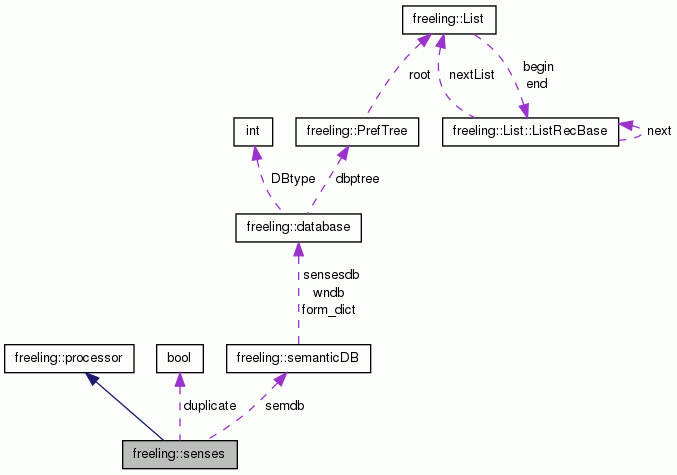 freeling::List
root
nextList
begin
end
int
freeling::PrefTree
freeling::List::ListRecBase
next
DBtype
dbptree
freeling::database
sensesdb
wndb
form_dict
freeling::processor
bool
freeling::semanticDB
duplicate
semdb
freeling::senses